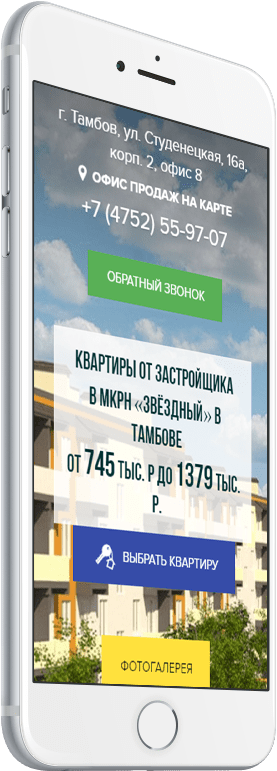 г. Тамбов, ул. Студенецкая, 16а,
корп. 2, офис 8
ОФИС ПРОДАЖ НА КАРТЕ
+7 (4752) 55-97-07
ОБРАТНЫЙ ЗВОНОК
КВАРТИРЫ ОТ ЗАСТРОЙЩИКА
В МКРН «ЗВЁЗДНЫЙ» В
ТАМБОВЕ
ОТ 745 ТЫС. Р ДО 1379 ТЫС.
Р.
ВЫБРАТЬ КВАРТИРУ
ФОТОГАЛЕРЕЯ